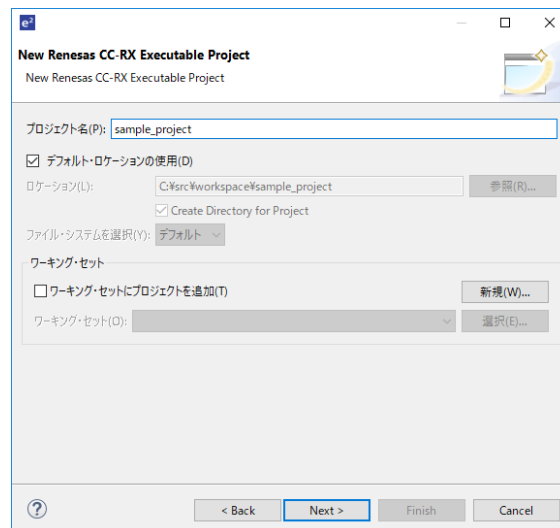 e²
New Renesas CC-RX Executable Project
New Renesas CC-RX Executable Project
プロジェクト名(P): sample_project
デフォルト・ロケーションの使用(D)
ロケーション(L): C:¥src¥workspace¥sample_project 参照(R)...
Create Directory for Project
ファイル・システムを選択(Y): デフォルト
ワーキング・セット
ワーキング・セットにプロジェクトを追加(T) 新規(W)...
ワーキング・セット(O): 選択(E)...
? < Back Next > Finish Cancel